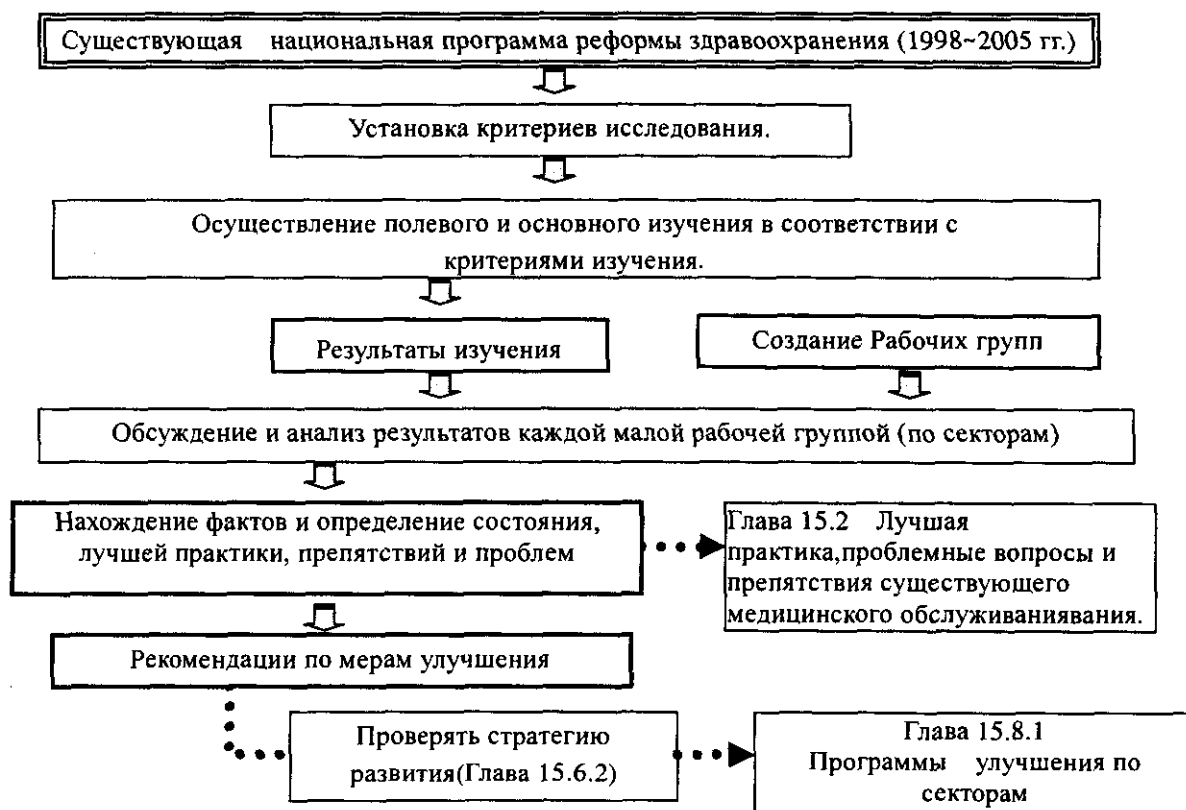 Существующая национальная программа реформы здравоохранения (1998~2005 гг.)
Установка критериев исследования.
Осуществление полевого и основного изучения в соответствии с
критериями изучения.
Результаты изучения
Создание Рабочих групп
Обсуждение и анализ результатов каждой малой рабочей группой (по секторам)
Нахождение фактов и определение состояния,
лучшей практики, препятствий и проблем
Глава 15.2 Лучшая
практика,проблемные вопросы и
препятствия существующего
медицинского обслуживаниявания.
Рекомендации по мерам улучшения
Проверять стратегию
развития(Глава 15.6.2)
Глава 15.8.1
Программы улучшения по
секторам